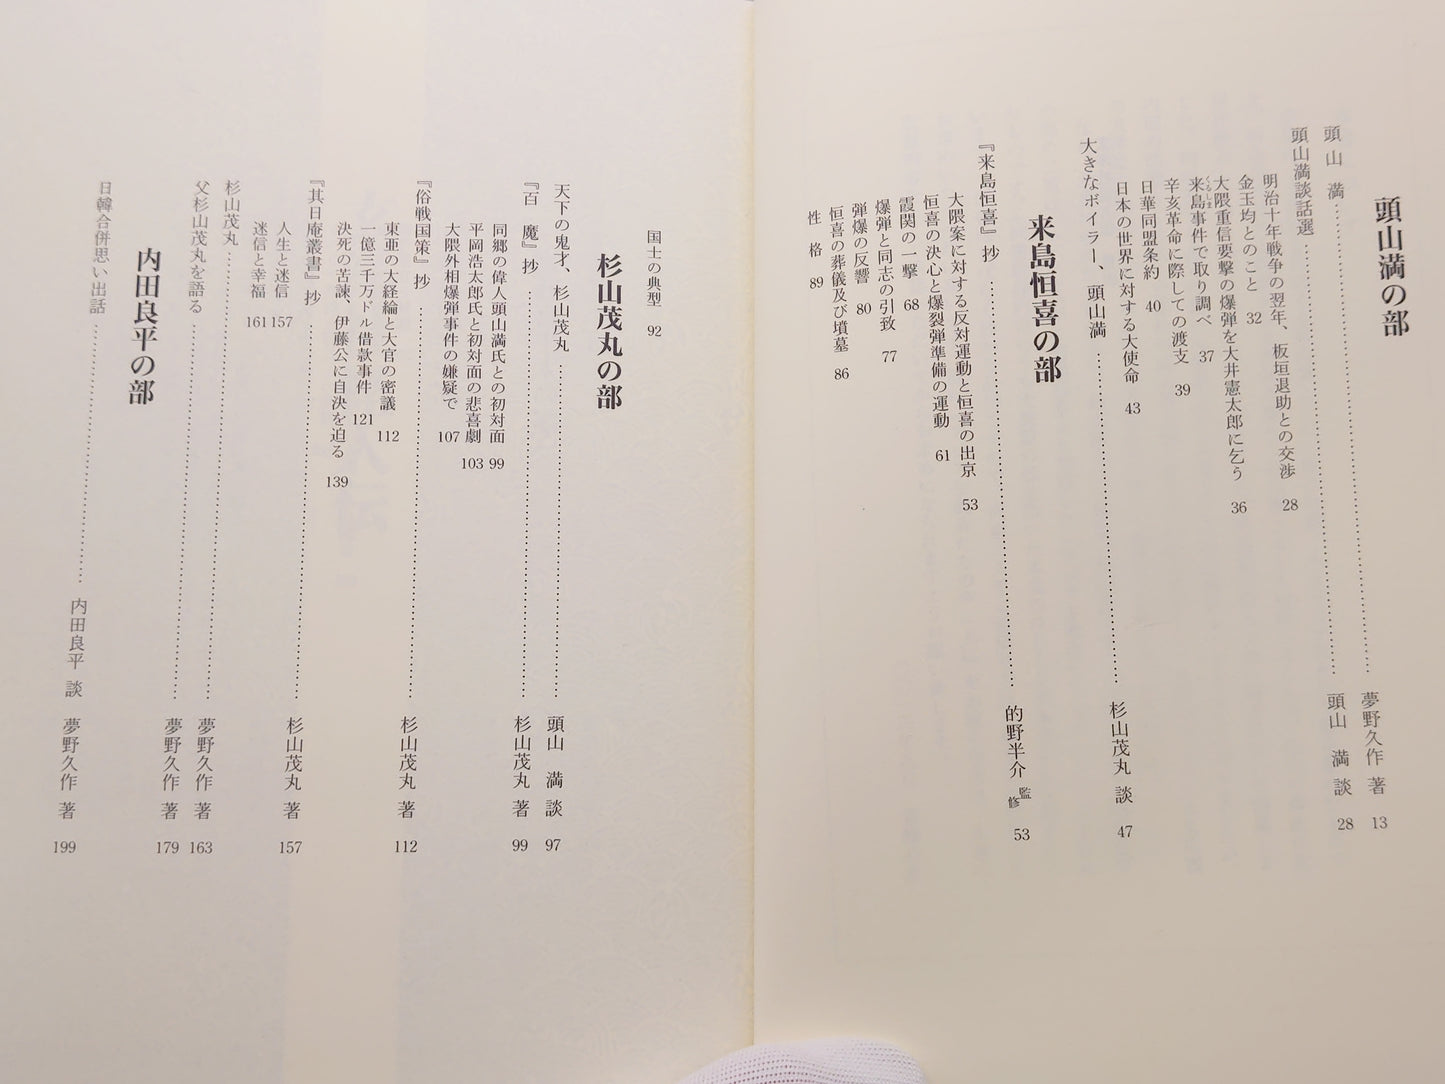 頭山満の部
頭山　満……………………夢野久作 著 13
頭山満談話選……………………頭山　満 談 28
明治十年戦争の翌年、板垣退助との交渉 28
金玉均とのこと 32
大隈重信要撃の爆弾を大井憲太郎に乞う 36
来島事件で取り調べ 37
くるしま
辛亥革命に際しての渡支 39
日華同盟条約 40
日本の世界に対する大使命 43
大きなボイラー、頭山満……………………杉山茂丸 談 47
来島恒喜の部
『来島恒喜』抄……………………的野半介 監修 53
大隈案に対する反対運動と恒喜の出京 53
恒喜の決心と爆裂弾準備の運動 61
霞関の一撃 68
爆弾と同志の引致 77
弾爆の反響 80
恒喜の葬儀及び墳墓 86
性　格 89
国士の典型 92
杉山茂丸の部
天下の鬼才、杉山茂丸……………………頭山　満 談 97
『百　魔』抄……………………杉山茂丸 著 99
同郷の偉人頭山満氏との初対面 99
平岡浩太郎氏と初対面の悲喜劇 103
大隈外相爆弾事件の嫌疑で 107
『俗戦国策』抄……………………杉山茂丸 著 112
東亜の大経綸と大官の密議 112
一億三千万ドル借款事件 121
決死の苦諫、伊藤公に自決を迫る 139
『其日庵叢書』抄……………………杉山茂丸 著 157
人生と迷信 157
迷信と幸福 161
杉山茂丸……………………夢野久作 著 163
父杉山茂丸を語る……………………夢野久作 著 179
内田良平の部
日韓合併思い出話……………………内田良平 談　夢野久作 著 199